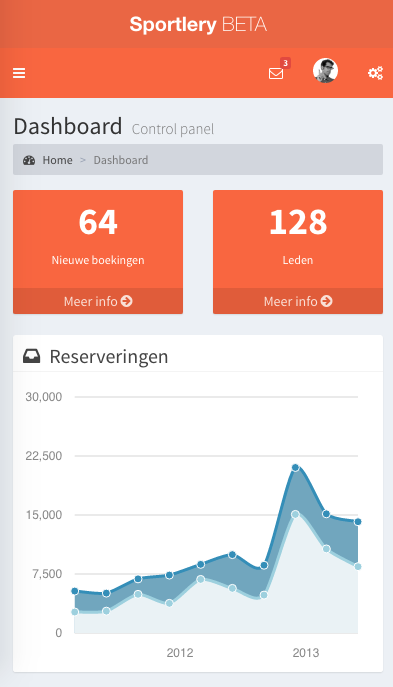 Sportlery BETA
3
Dashboard Control panel
Home > Dashboard
64
Nieuwe boekingen
Meer info
128
Leden
Meer info
Reserveringen
30,000
22,500
15,000
7,500
0
2012 2013